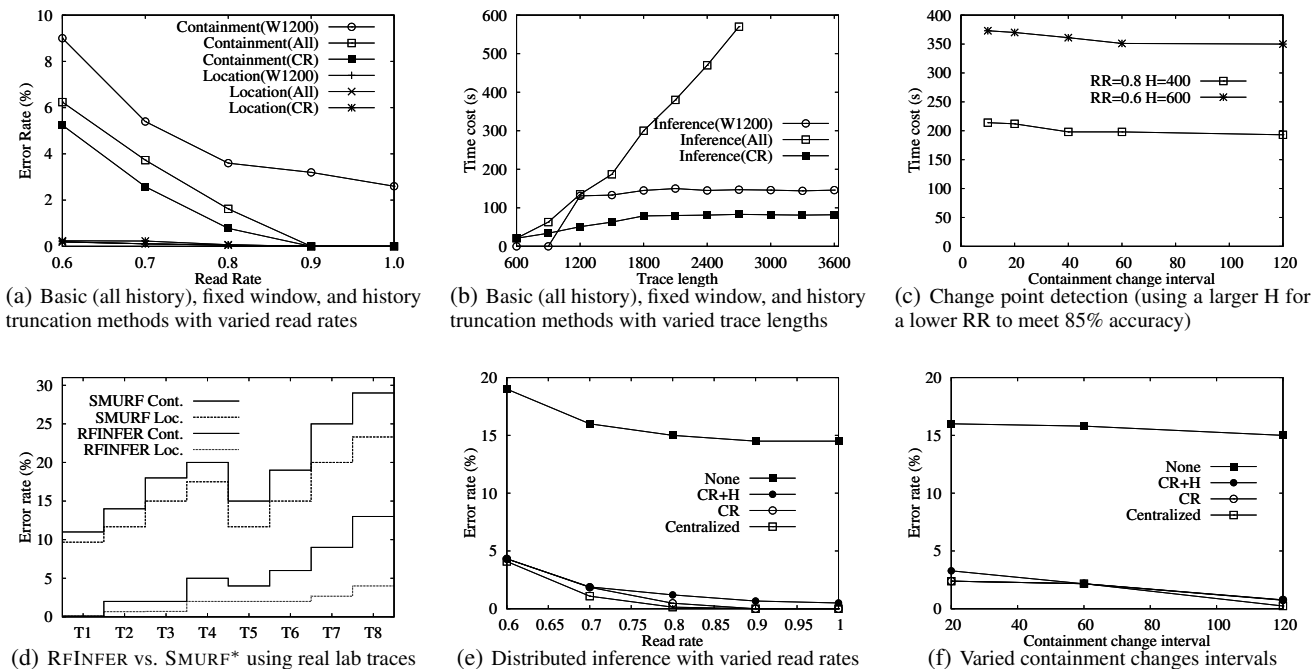 Containment(W1200)
Containment(All)
Containment(CR)
Location(W1200)
Location(All)
Location(CR)
Error Rate (%)
10
8
6
4
2
0
0.6 0.7 0.8 0.9 1.0
Read Rate
(a) Basic (all history), fixed window, and history
truncation methods with varied read rates
Inference(W1200)
Inference(All)
Inference(CR)
Time cost (s)
600
500
400
300
200
100
0
600 1200 1800 2400 3000 3600
Trace length
(b) Basic (all history), fixed window, and history
truncation methods with varied trace lengths
RR=0.8 H=400
RR=0.6 H=600
Time cost (s)
400
350
300
250
200
150
100
50
0
0 20 40 60 80 100 120
Containment change interval
(c) Change point detection (using a larger H for
a lower RR to meet 85% accuracy)
SMURF Cont.
SMURF Loc.
RFINFER Cont.
RFINFER Loc.
Error rate (%)
30
25
20
15
10
5
0
T1 T2 T3 T4 T5 T6 T7 T8
(d) RFINFER vs. SMURF* using real lab traces
None
CR+H
CR
Centralized
Error rate (%)
20
15
10
5
0
0.6 0.65 0.7 0.75 0.8 0.85 0.9 0.95 1
Read rate
(e) Distributed inference with varied read rates
None
CR+H
CR
Centralized
Error rate (%)
20
15
10
5
0
20 40 60 80 100 120
Containment change interval
(f) Varied containment changes intervals